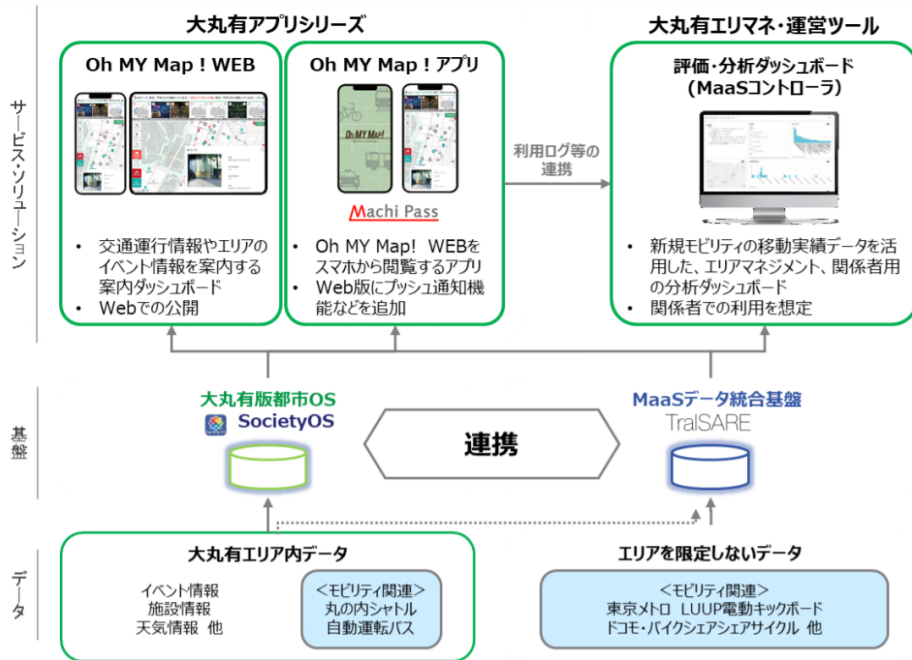 大丸有アプリシリーズ
大丸有エリマネ・運営ツール
サービス・ソリューション
Oh MY Map！WEB
・ 交通運行情報やエリアの
イベント情報を案内する
案内ダッシュボード
・ Webでの公開
Oh MY Map！アプリ
Oh MY Map!
Machi Pass
・ Oh MY Map! WEBを
スマホから閲覧するアプリ
・ Web版にプッシュ通知機
能などを追加
利用ログ等の
連携
評価・分析ダッシュボード
(MaaSコントローラ)
・ 新規モビリティの移動実績データを活
用した、エリアマネジメント、関係者用
の分析ダッシュボード
・ 関係者での利用を想定
基盤
大丸有版都市OS
SocietyOS
連携
MaaSデータ統合基盤
TraISARE
データ
大丸有エリア内データ
イベント情報
施設情報
天気情報 他
＜モビリティ関連＞
丸の内シャトル
自動運転バス
エリアを限定しないデータ
＜モビリティ関連＞
東京メトロ LUUP電動キックボード
ドコモ・バイクシェアシェアサイクル 他